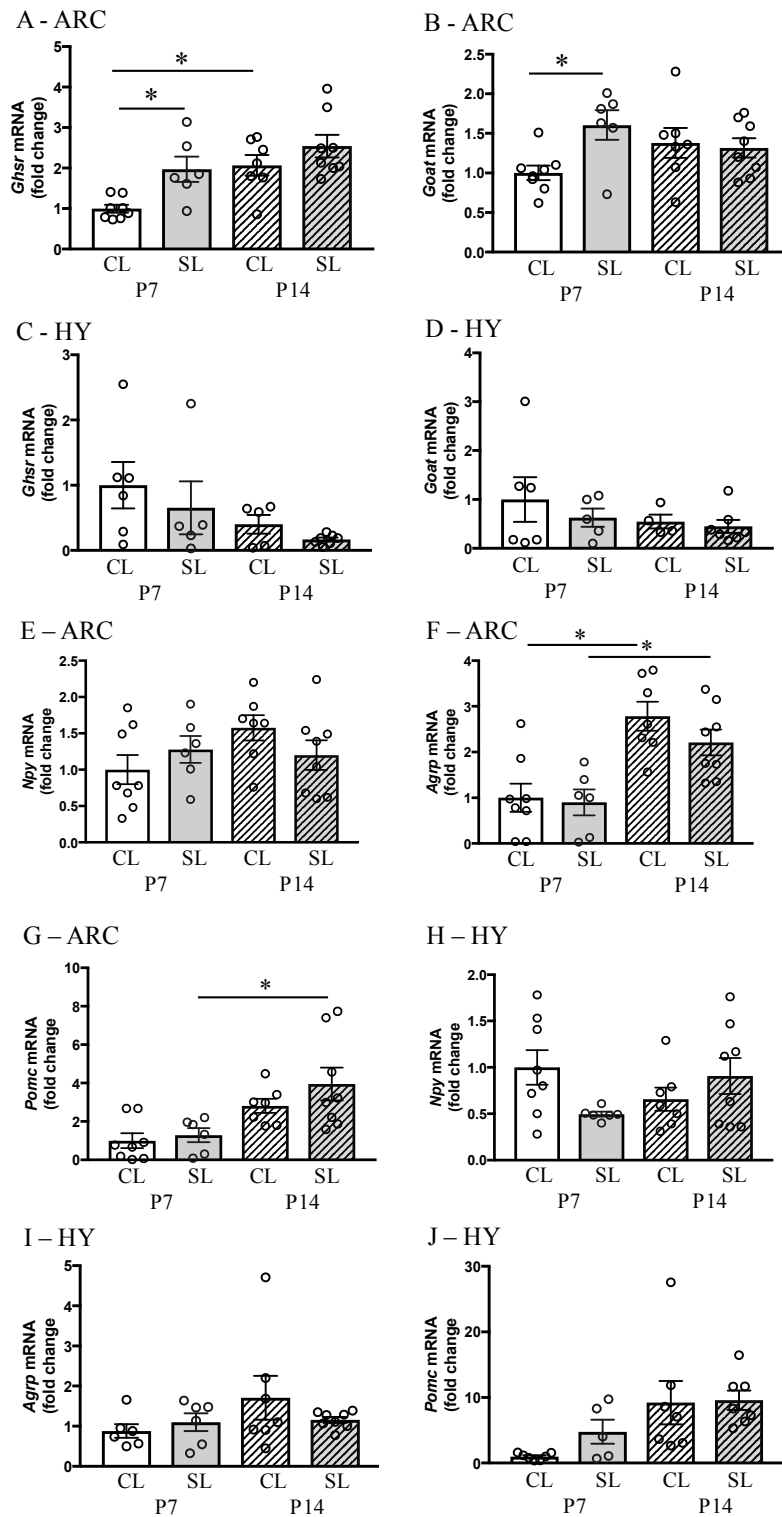 A - ARC
Ghsr mRNA
(fold change)
5
4
3
2
1
0
*
*
CL SL CL SL
P7 P14
B - ARC
Goat mRNA
(fold change)
2.5
2.0
1.5
1.0
0.5
0.0
*
CL SL CL SL
P7 P14
C - HY
Ghsr mRNA
(fold change)
3
2
1
0
CL SL CL SL
P7 P14
D - HY
Goat mRNA
(fold change)
4
3
2
1
0
CL SL CL SL
P7 P14
E – ARC
Npy mRNA
(fold change
2.5
2.0
1.5
1.0
0.5
0.0
CL SL CL SL
P7 P14
F – ARC
Agrp mRNA
(fold change
4
3
2
1
0
*
*
CL SL CL SL
P7 P14
G – ARC
Pomc mRNA
(fold change
10
8
6
4
2
0
*
CL SL CL SL
P7 P14
H – HY
Npy mRNA
(fold change
2.0
1.5
1.0
0.5
0.0
CL SL CL SL
P7 P14
I – HY
Agrp mRNA
(fold change
5
4
3
2
1
0
CL SL CL SL
P7 P14
J – HY
Pomc mRNA
(fold change
30
20
10
0
CL SL CL SL
P7 P14